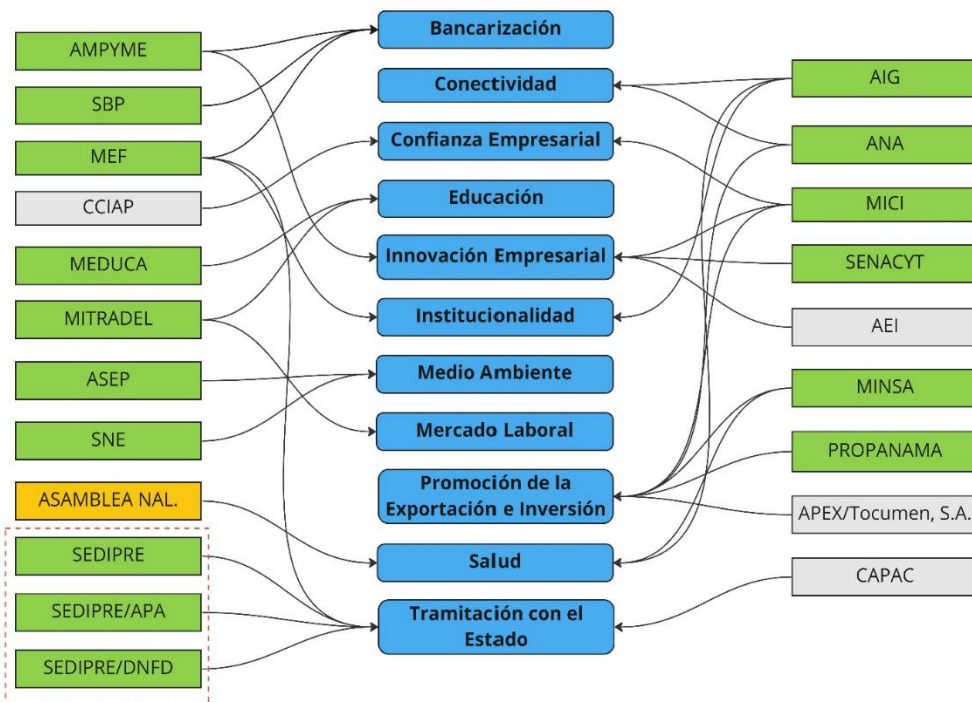 AMPYME
SBP
MEF
CCIAP
MEDUCA
MITRADEL
ASEP
SNE
ASAMBLEA NAL.
SEDIPRE
SEDIPRE/APA
SEDIPRE/DNFD
Bancarización
Conectividad
Confianza Empresarial
Educación
Innovación Empresarial
Institucionalidad
Medio Ambiente
Mercado Laboral
Promoción de la
Exportación e Inversión
Salud
Tramitación con el
Estado
AIG
ANA
MICI
SENACYT
AEI
MINSA
PROPANAMA
APEX/Tocumen, S.A.
CAPAC